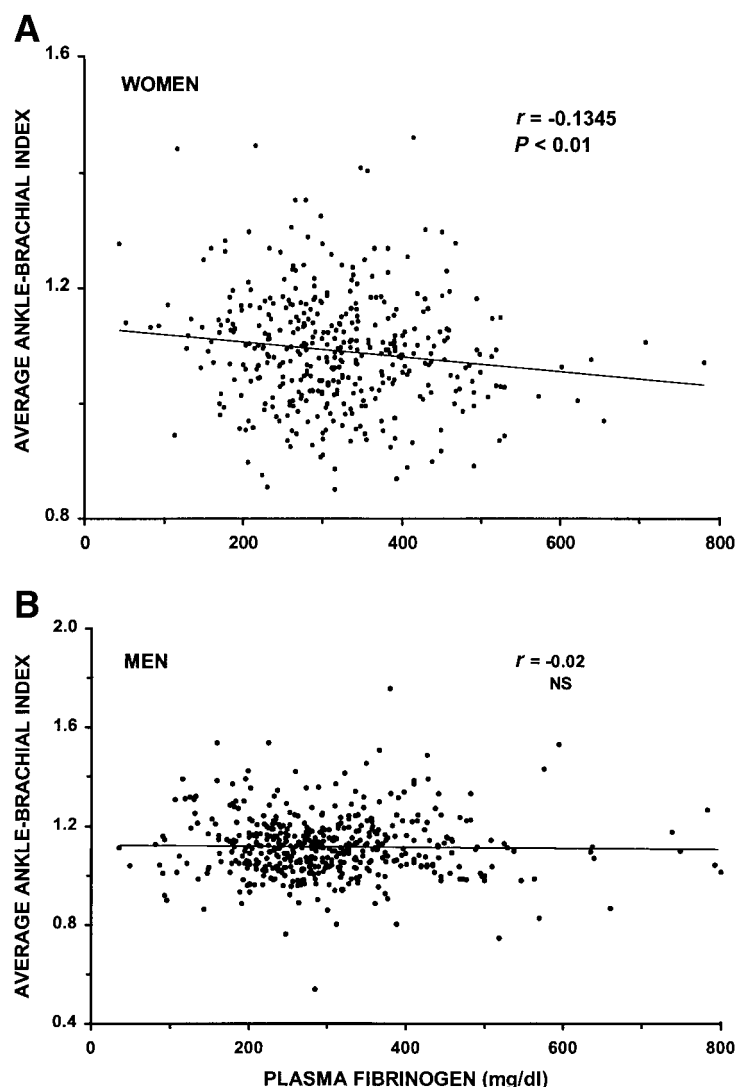 A
1.6
WOMEN
r = -0.1345
P < 0.01
AVERAGE ANKLE-BRACHIAL INDEX
1.2
0.8
0 200 400 600 800
B
2.0
MEN
r = -0.02
NS
AVERAGE ANKLE-BRACHIAL INDEX
1.6
1.2
0.8
0.4
0 200 400 600 800
PLASMA FIBRINOGEN (mg/dl)